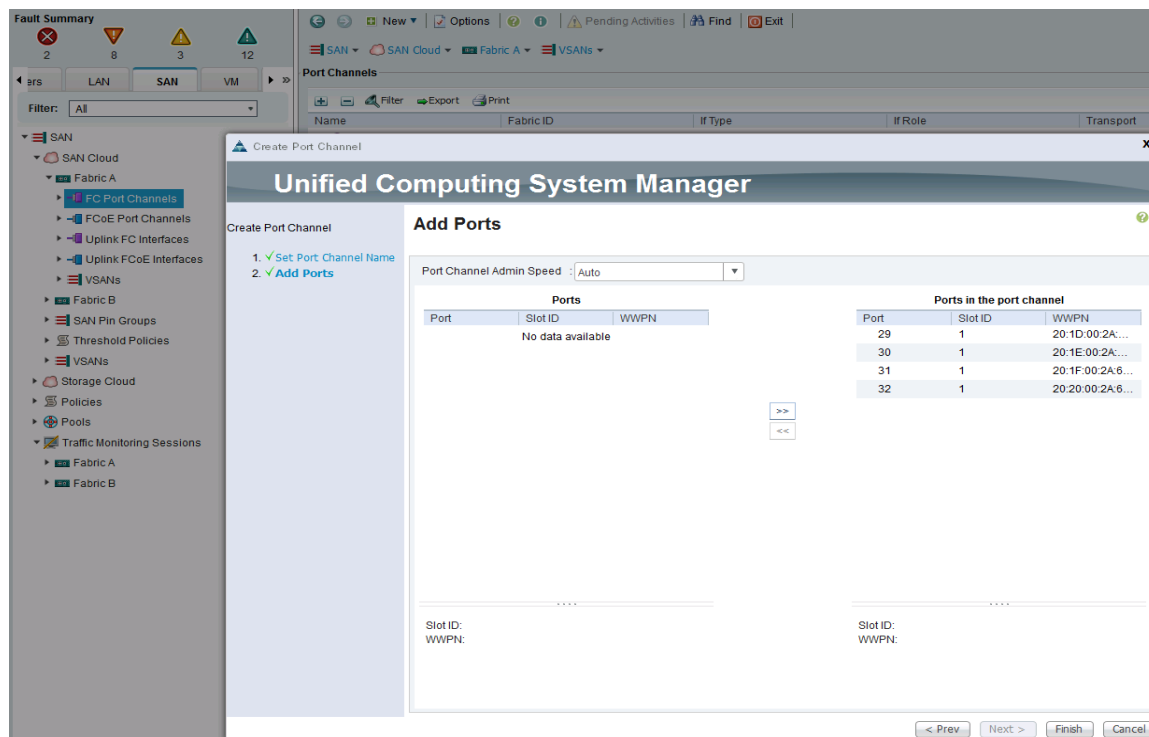 Fault Summary
2 8 3 12
ers LAN SAN VM
Filter: All
SAN
SAN Cloud
Fabric A
FC Port Channels
FCoE Port Channels
Uplink FC Interfaces
Uplink FCoE Interfaces
VSANs
Fabric B
SAN Pin Groups
Threshold Policies
VSANs
Storage Cloud
Policies
Pools
Traffic Monitoring Sessions
Fabric A
Fabric B
New Options Pending Activities Find Exit
SAN SAN Cloud Fabric A VSANs
Port Channels
Filter Export Print
Name Fabric ID If Type If Role Transport
Create Port Channel X
Unified Computing System Manager
Create Port Channel
1. Set Port Channel Name
2. Add Ports
Add Ports
Port Channel Admin Speed : Auto
Ports
Port Slot ID WWPN
No data available
>>
<<
Ports in the port channel
Port Slot ID WWPN
29 1 20:1D:00:2A:...
30 1 20:1E:00:2A:...
31 1 20:1F:00:2A:6...
32 1 20:20:00:2A:6...
Slot ID:
WWPN:
Slot ID:
WWPN:
< Prev Next > Finish Cancel